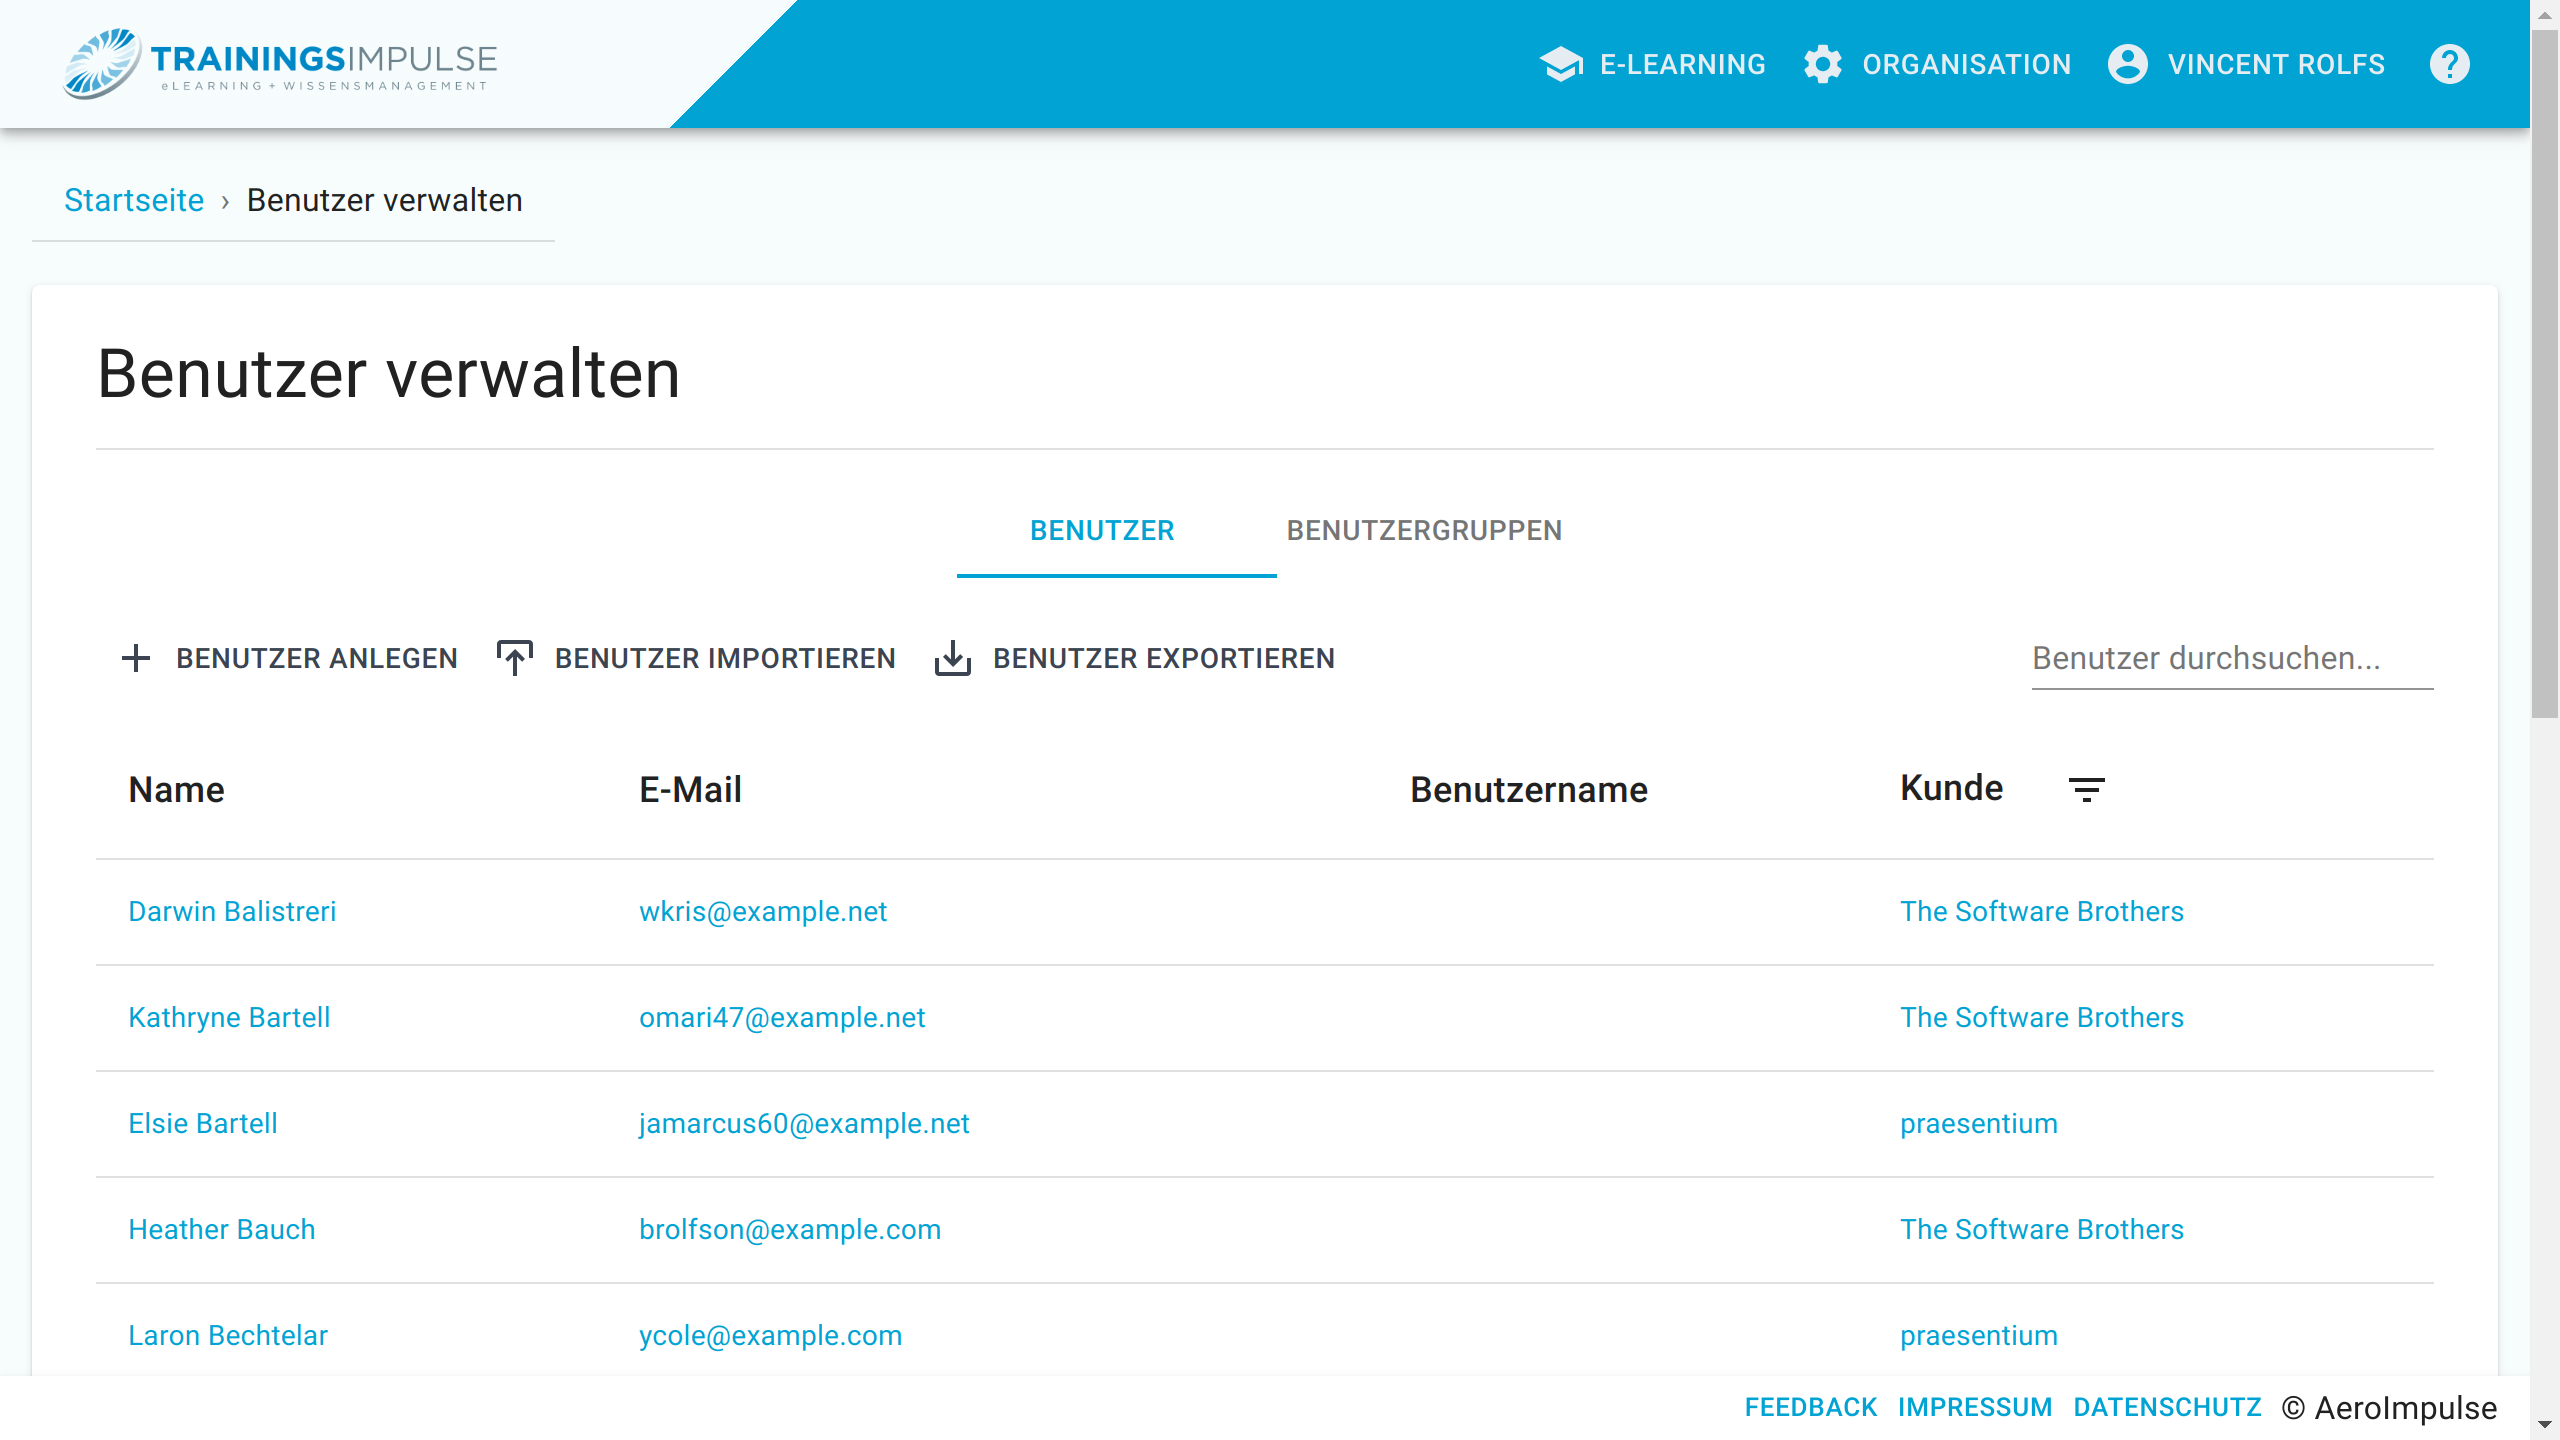 TRAININGSIMPULSE
eLEARNING + WISSENSMANAGEMENT
E-LEARNING ORGANISATION VINCENT ROLFS ?
Startseite › Benutzer verwalten
Benutzer verwalten
BENUTZER BENUTZERGRUPPEN
BENUTZER ANLEGEN BENUTZER IMPORTIEREN BENUTZER EXPORTIEREN Benutzer durchsuchen...
Name E-Mail Benutzername Kunde
Darwin Balistreri wkris@example.net The Software Brothers
Kathryne Bartell omari47@example.net The Software Brothers
Elsie Bartell jamarcus60@example.net praesentium
Heather Bauch brolfson@example.com The Software Brothers
Laron Bechtelar ycole@example.com praesentium
FEEDBACK IMPRESSUM DATENSCHUTZ © AeroImpulse